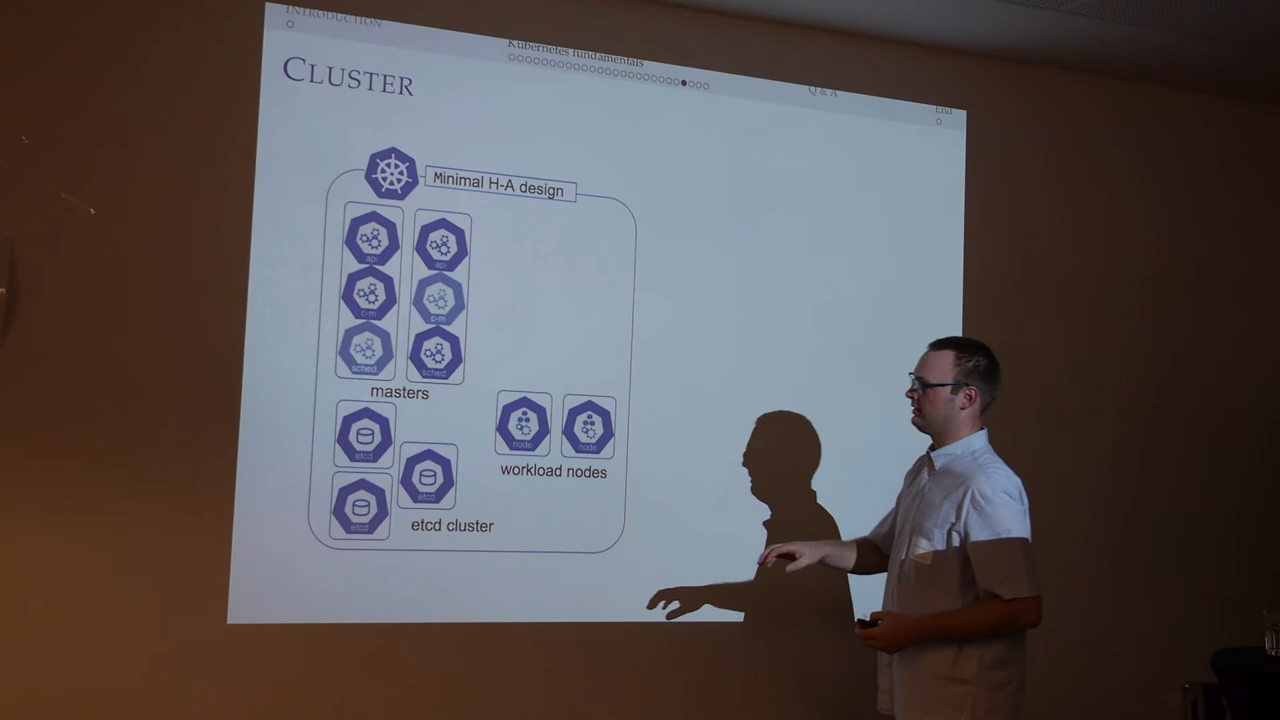 INTRODUCTION
Kubernetes fundamentals
Q & A
End
CLUSTER
Minimal H-A design
api
api
c-m
c-m
sched
sched
masters
etcd
etcd
etcd
etcd cluster
node
node
workload nodes